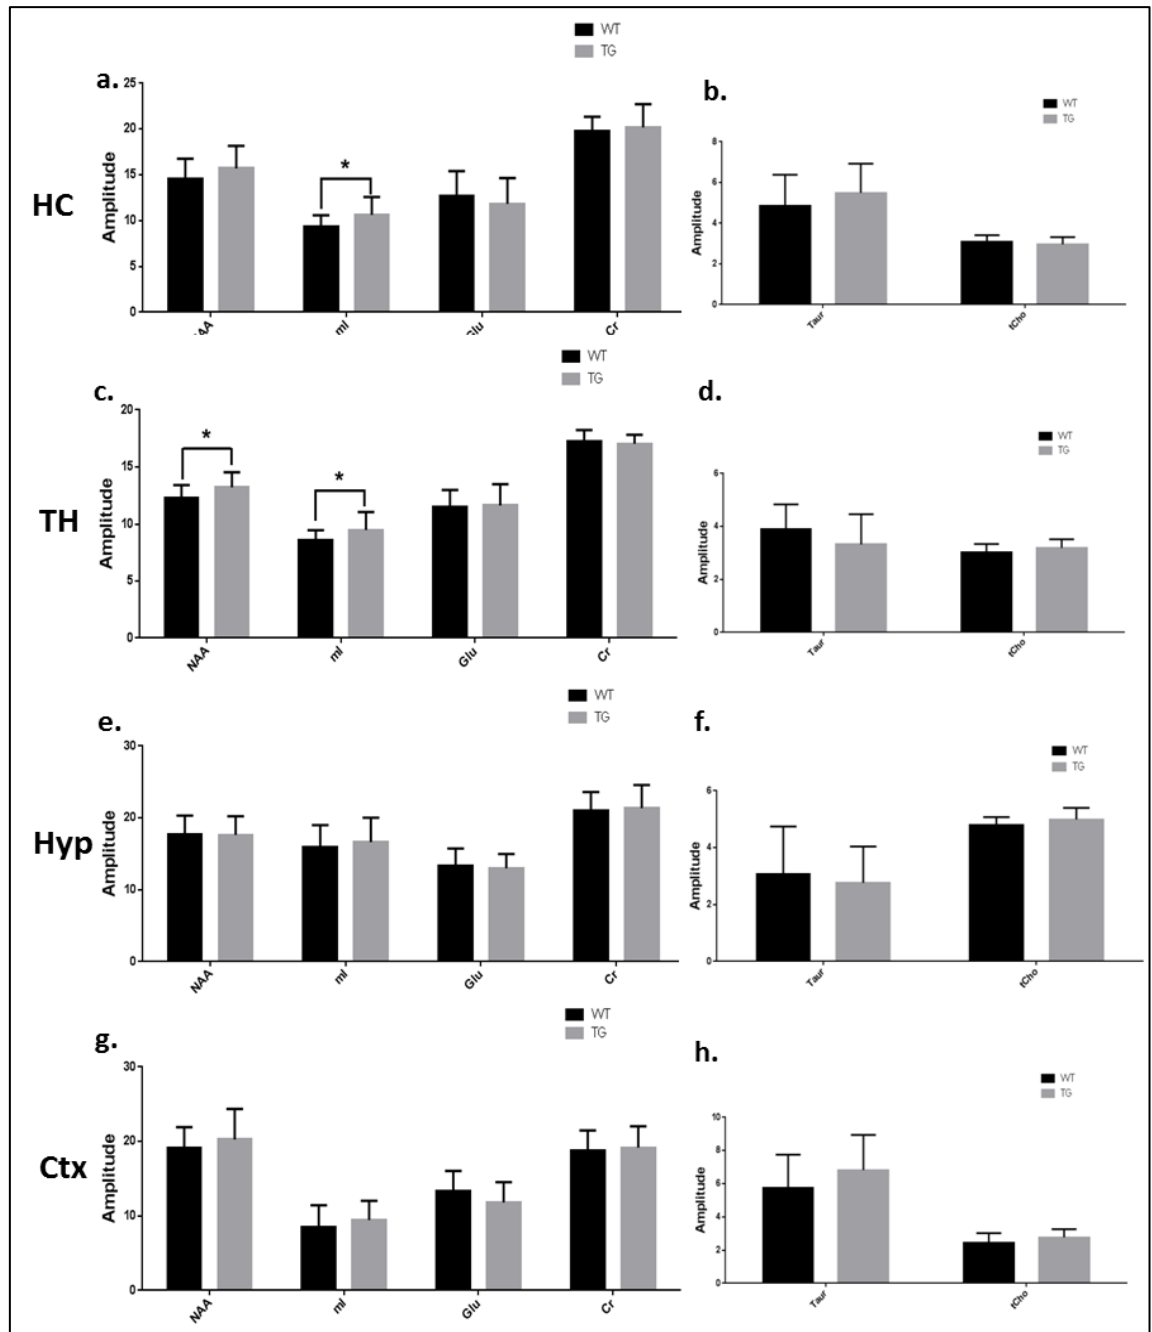 WT
TG
a.
b.
WT
TG
HC
25
20
15
10
5
0
Amplitude
*
mI
Cr
8
6
4
2
0
Amplitude
Taur
tCho
WT
TG
c.
d.
WT
TG
TH
20
15
10
5
0
Amplitude
*
*
NAA
mI
Glu
Cr
6
4
2
0
Amplitude
Taur
tCho
WT
TG
e.
f.
WT
TG
Hyp
30
20
10
0
Amplitude
NAA
mI
Glu
Cr
6
4
2
0
Amplitude
Taur
tCho
WT
TG
g.
h.
WT
TG
Ctx
30
20
10
0
Amplitude
NAA
mI
Glu
Cr
10
8
6
4
2
0
Amplitude
Taur
tCho